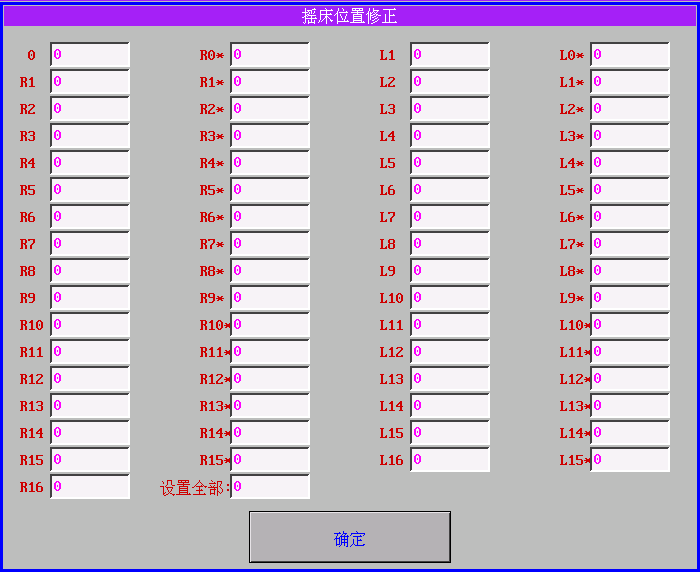 摇床位置修正
0 0 R0* 0 L1 0 L0* 0
R1 0 R1* 0 L2 0 L1* 0
R2 0 R2* 0 L3 0 L2* 0
R3 0 R3* 0 L4 0 L3* 0
R4 0 R4* 0 L5 0 L4* 0
R5 0 R5* 0 L6 0 L5* 0
R6 0 R6* 0 L7 0 L6* 0
R7 0 R7* 0 L8 0 L7* 0
R8 0 R8* 0 L9 0 L8* 0
R9 0 R9* 0 L10 0 L9* 0
R10 0 R10* 0 L11 0 L10* 0
R11 0 R11* 0 L12 0 L11* 0
R12 0 R12* 0 L13 0 L12* 0
R13 0 R13* 0 L14 0 L13* 0
R14 0 R14* 0 L15 0 L14* 0
R15 0 R15* 0 L16 0 L15* 0
R16 0 设置全部: 0
确定